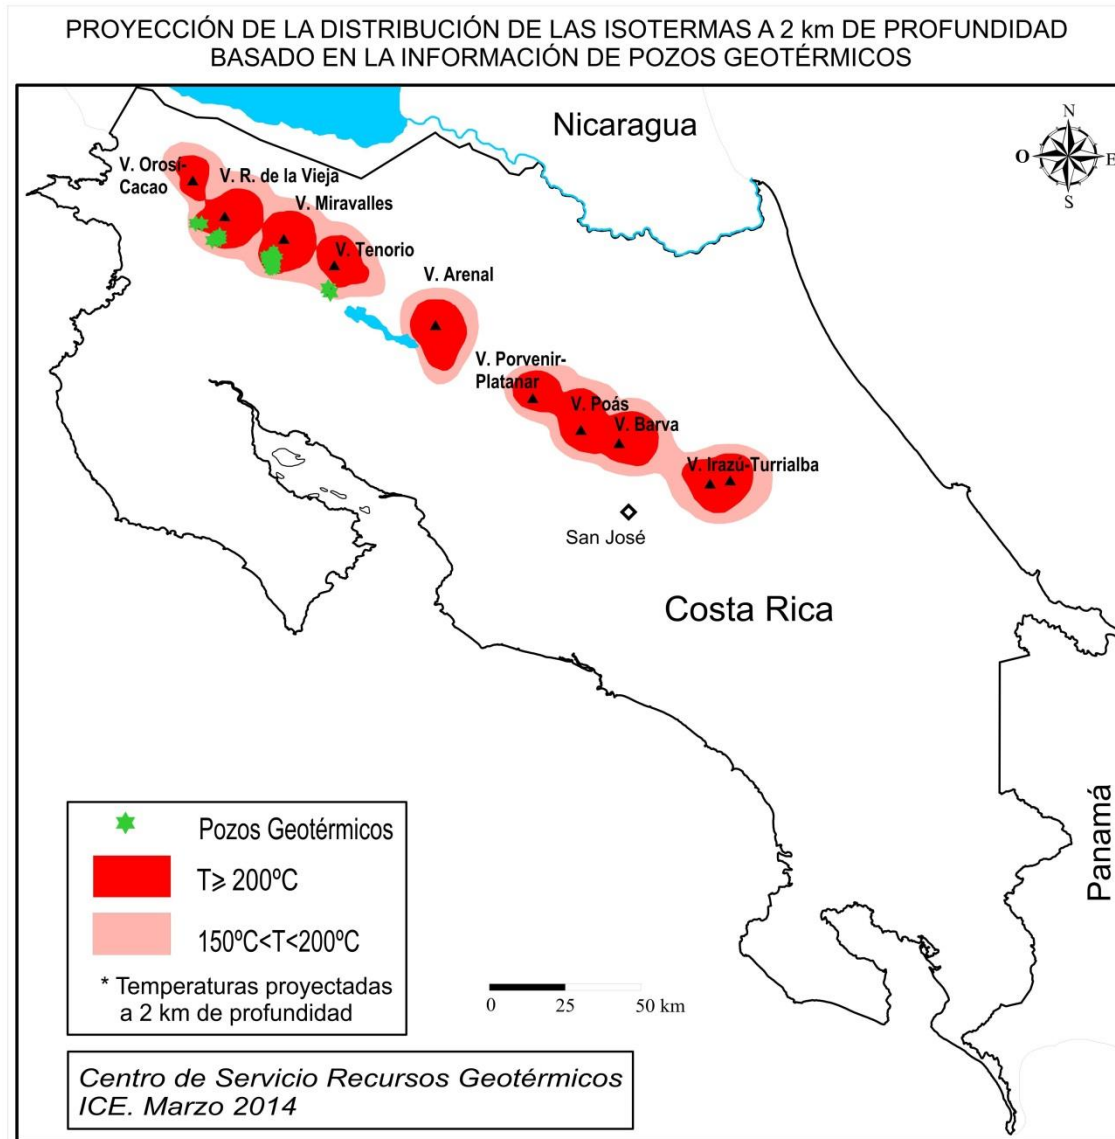 PROYECCIÓN DE LA DISTRIBUCIÓN DE LAS ISOTERMAS A 2 km DE PROFUNDIDAD
BASADO EN LA INFORMACIÓN DE POZOS GEOTÉRMICOS
Nicaragua
N
O
E
S
V. Orosí-
Cacao
V. R. de la Vieja
V. Miravalles
V. Tenorio
V. Arenal
V. Porvenir-
Platanar
V. Poás
V. Barva
V. Irazú-Turrialba
San José
Costa Rica
Panamá
Pozos Geotérmicos
T⩾ 200ºC
150ºC<T<200ºC
* Temperaturas proyectadas
a 2 km de profundidad
0 25 50 km
Centro de Servicio Recursos Geotérmicos
ICE. Marzo 2014